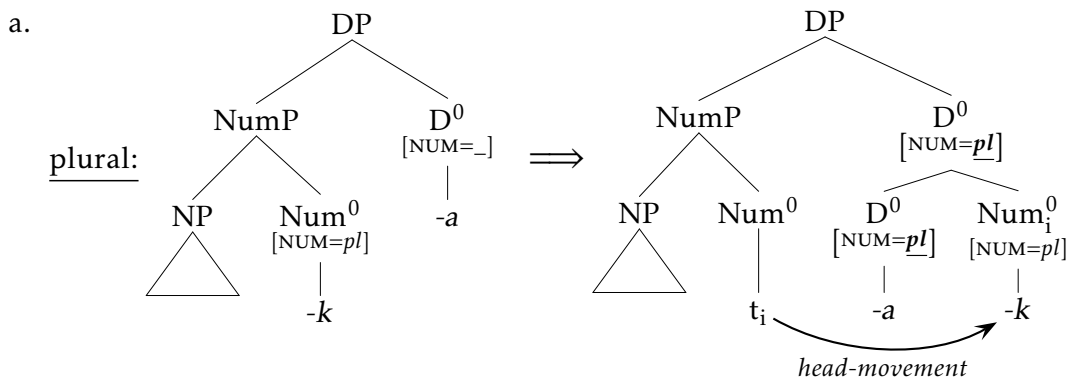 a.
DP DP
NumP D⁰ NumP D⁰
plural: [NUM=_] ⟹ [NUM=pl]
NP Num⁰ -a NP Num⁰ D⁰ Num⁰ᵢ
[NUM=pl] [NUM=pl] [NUM=pl]
-k tᵢ -a -k
head-movement